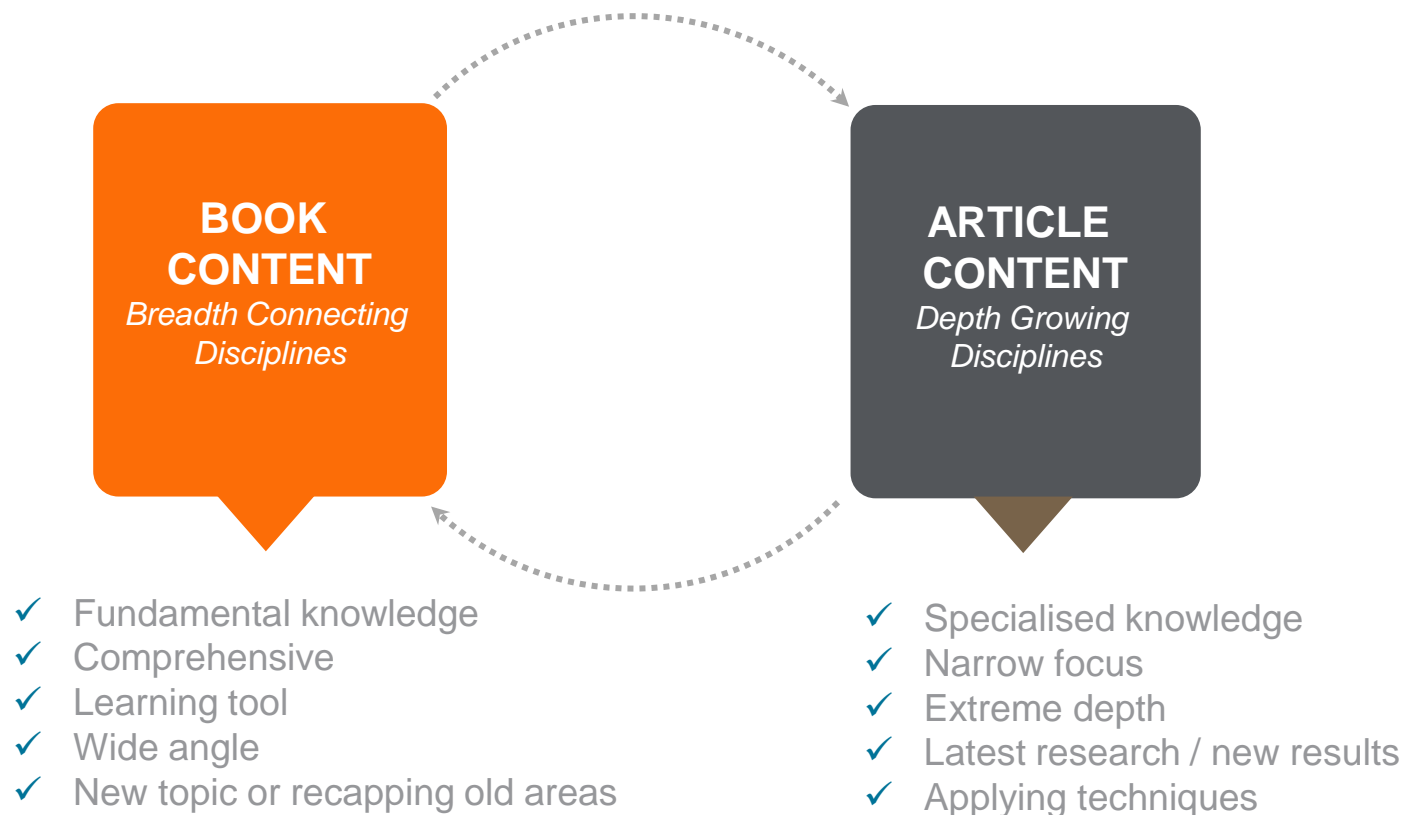 BOOK
CONTENT
Breadth Connecting
Disciplines
ARTICLE
CONTENT
Depth Growing
Disciplines
✓ Fundamental knowledge
✓ Comprehensive
✓ Learning tool
✓ Wide angle
✓ New topic or recapping old areas
✓ Specialised knowledge
✓ Narrow focus
✓ Extreme depth
✓ Latest research / new results
✓ Applying techniques